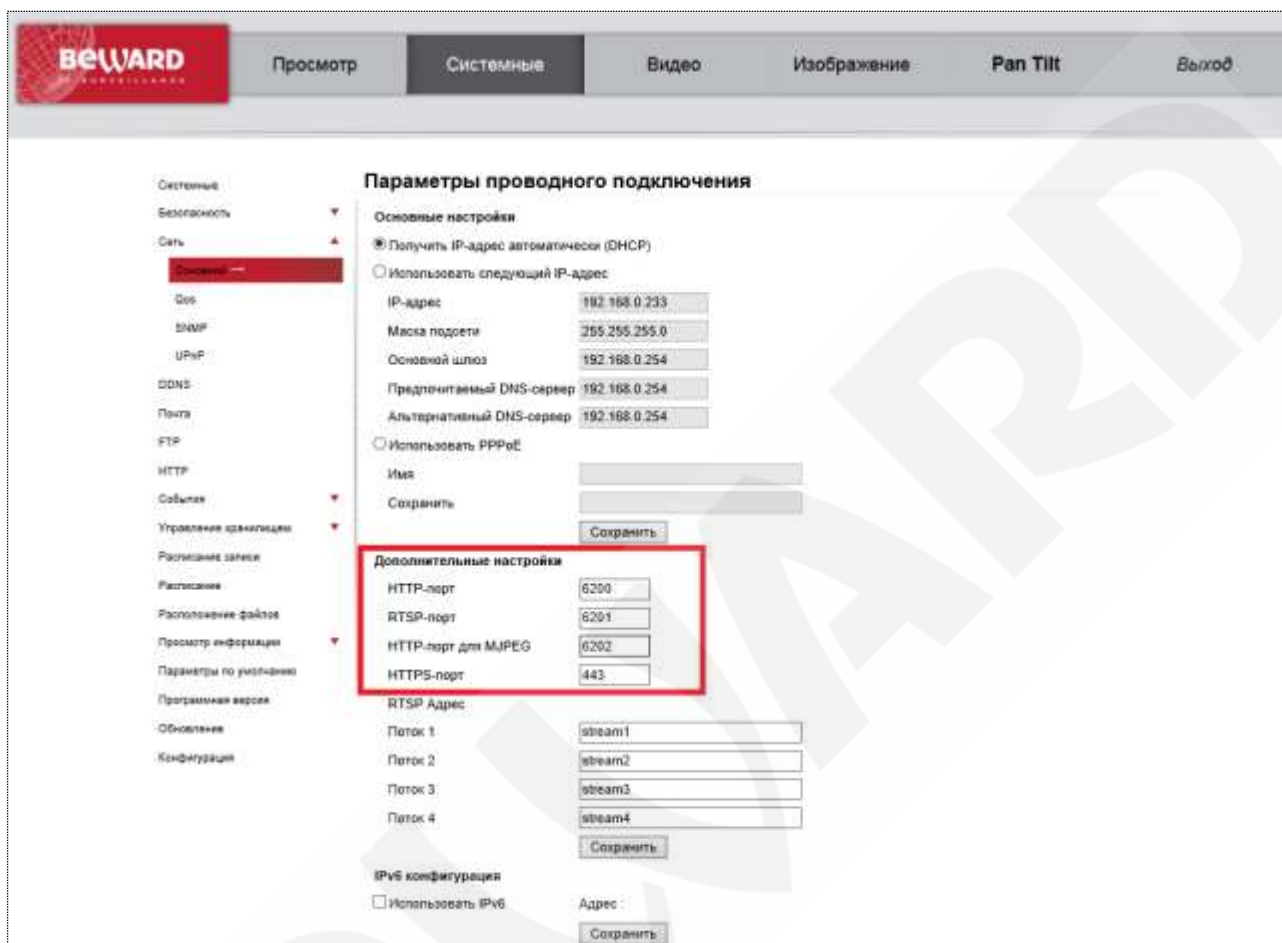 BEWARD
Просмотр
Системные
Видео
Изображение
Pan Tilt
Выход
Системные
Безопасность
Сеть
Основной
Qos
SNMP
UPnP
DDNS
Почта
FTP
HTTP
События
Управление хранилищем
Расписание записи
Расписание
Расположение файлов
Просмотр информации
Параметры по умолчанию
Программная версия
Обновление
Конфигурация
Параметры проводного подключения
Основные настройки
Получить IP-адрес автоматически (DHCP)
Использовать следующий IP-адрес
IP-адрес 192.168.0.233
Маска подсети 255.255.255.0
Основной шлюз 192.168.0.254
Предпочитаемый DNS-сервер 192.168.0.254
Альтернативный DNS-сервер 192.168.0.254
Использовать PPPoE
Имя
Сохранить
Сохранить
Дополнительные настройки
HTTP-порт 6200
RTSP-порт 6201
HTTP-порт для MJPEG 6202
HTTPS-порт 443
RTSP Адрес
Поток 1 stream1
Поток 2 stream2
Поток 3 stream3
Поток 4 stream4
Сохранить
IPv6 конфигурация
Использовать IPv6 Адрес :
Сохранить